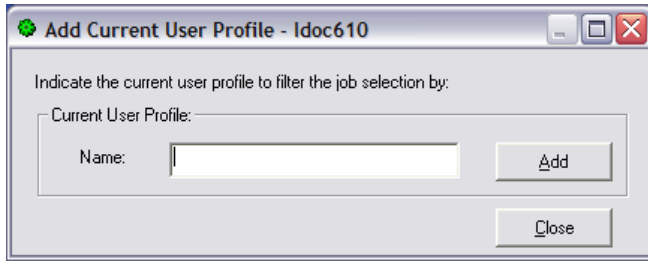 Add Current User Profile - Idoc610
Indicate the current user profile to filter the job selection by:
Current User Profile:
Name:
Add
Close